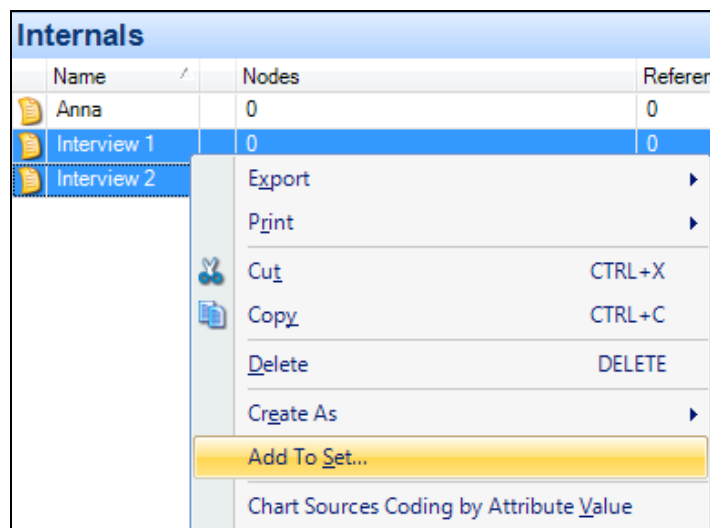 Internals
Name Nodes Referen
Anna 0 0
Interview 1 0 0
Interview 2
Export
Print
Cut CTRL+X
Copy CTRL+C
Delete DELETE
Create As
Add To Set...
Chart Sources Coding by Attribute Value